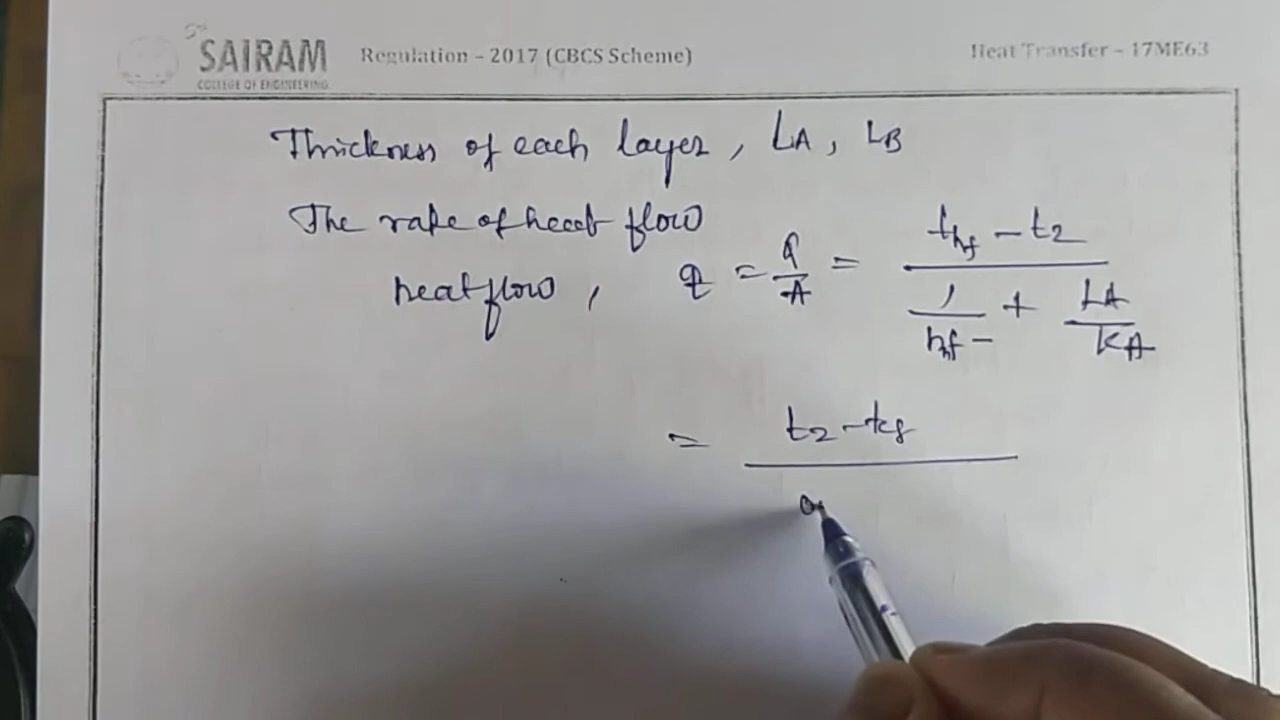 SAIRAM
COLLEGE OF ENGINEERING
Regulation - 2017 (CBCS Scheme)
Heat Transfer - 17ME63
Thickness of each layer, LA, LB
The rate of heat flow
heat flow, q = Q/A = (thf - t2) / (1/hhf + LA/KA)
= t2 - tcf